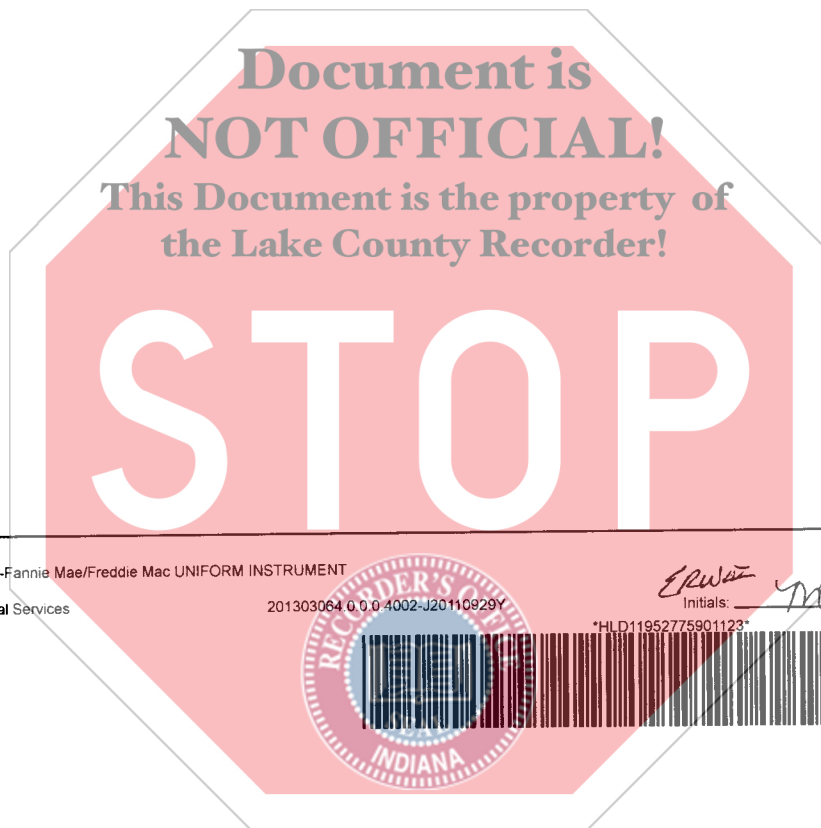 Document is
NOT OFFICIAL!
This Document is the property of
the Lake County Recorder!
STOP
-Fannie Mae/Freddie Mac UNIFORM INSTRUMENT
al Services
201303064.0.0.0.4002-J20110929Y
Initials:
*HLD11952775901123*
RECORDER'S OFFICE
SEAL
INDIANA